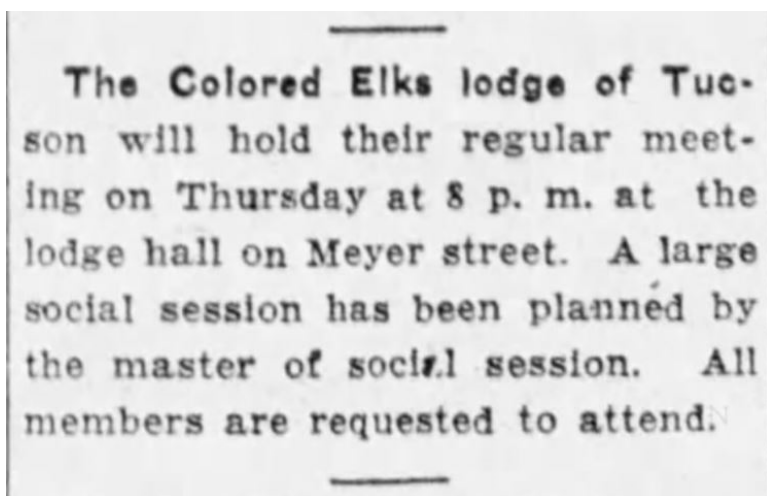 The Colored Elks lodge of Tuc-
son will hold their regular meet-
ing on Thursday at 8 p. m. at the
lodge hall on Meyer street. A large
social session has been planned by
the master of social session. All
members are requested to attend.